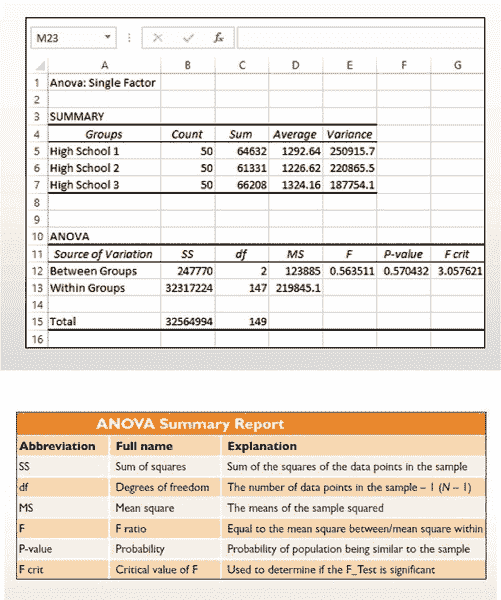 M23 fx
A B C D E F G
1 Anova: Single Factor
2
3 SUMMARY
4 Groups Count Sum Average Variance
5 High School 1 50 64632 1292.64 250915.7
6 High School 2 50 61331 1226.62 220865.5
7 High School 3 50 66208 1324.16 187754.1
8
9
10 ANOVA
11 Source of Variation SS df MS F P-value F crit
12 Between Groups 247770 2 123885 0.563511 0.570432 3.057621
13 Within Groups 32317224 147 219845.1
14
15 Total 32564994 149
16
ANOVA Summary Report
Abbreviation Full name Explanation
SS Sum of squares Sum of the squares of the data points in the sample
df Degrees of freedom The number of data points in the sample – 1 (N – 1)
MS Mean square The means of the sample squared
F F ratio Equal to the mean square between/mean square within
P-value Probability Probability of population being similar to the sample
F crit Critical value of F Used to determine if the F_Test is significant